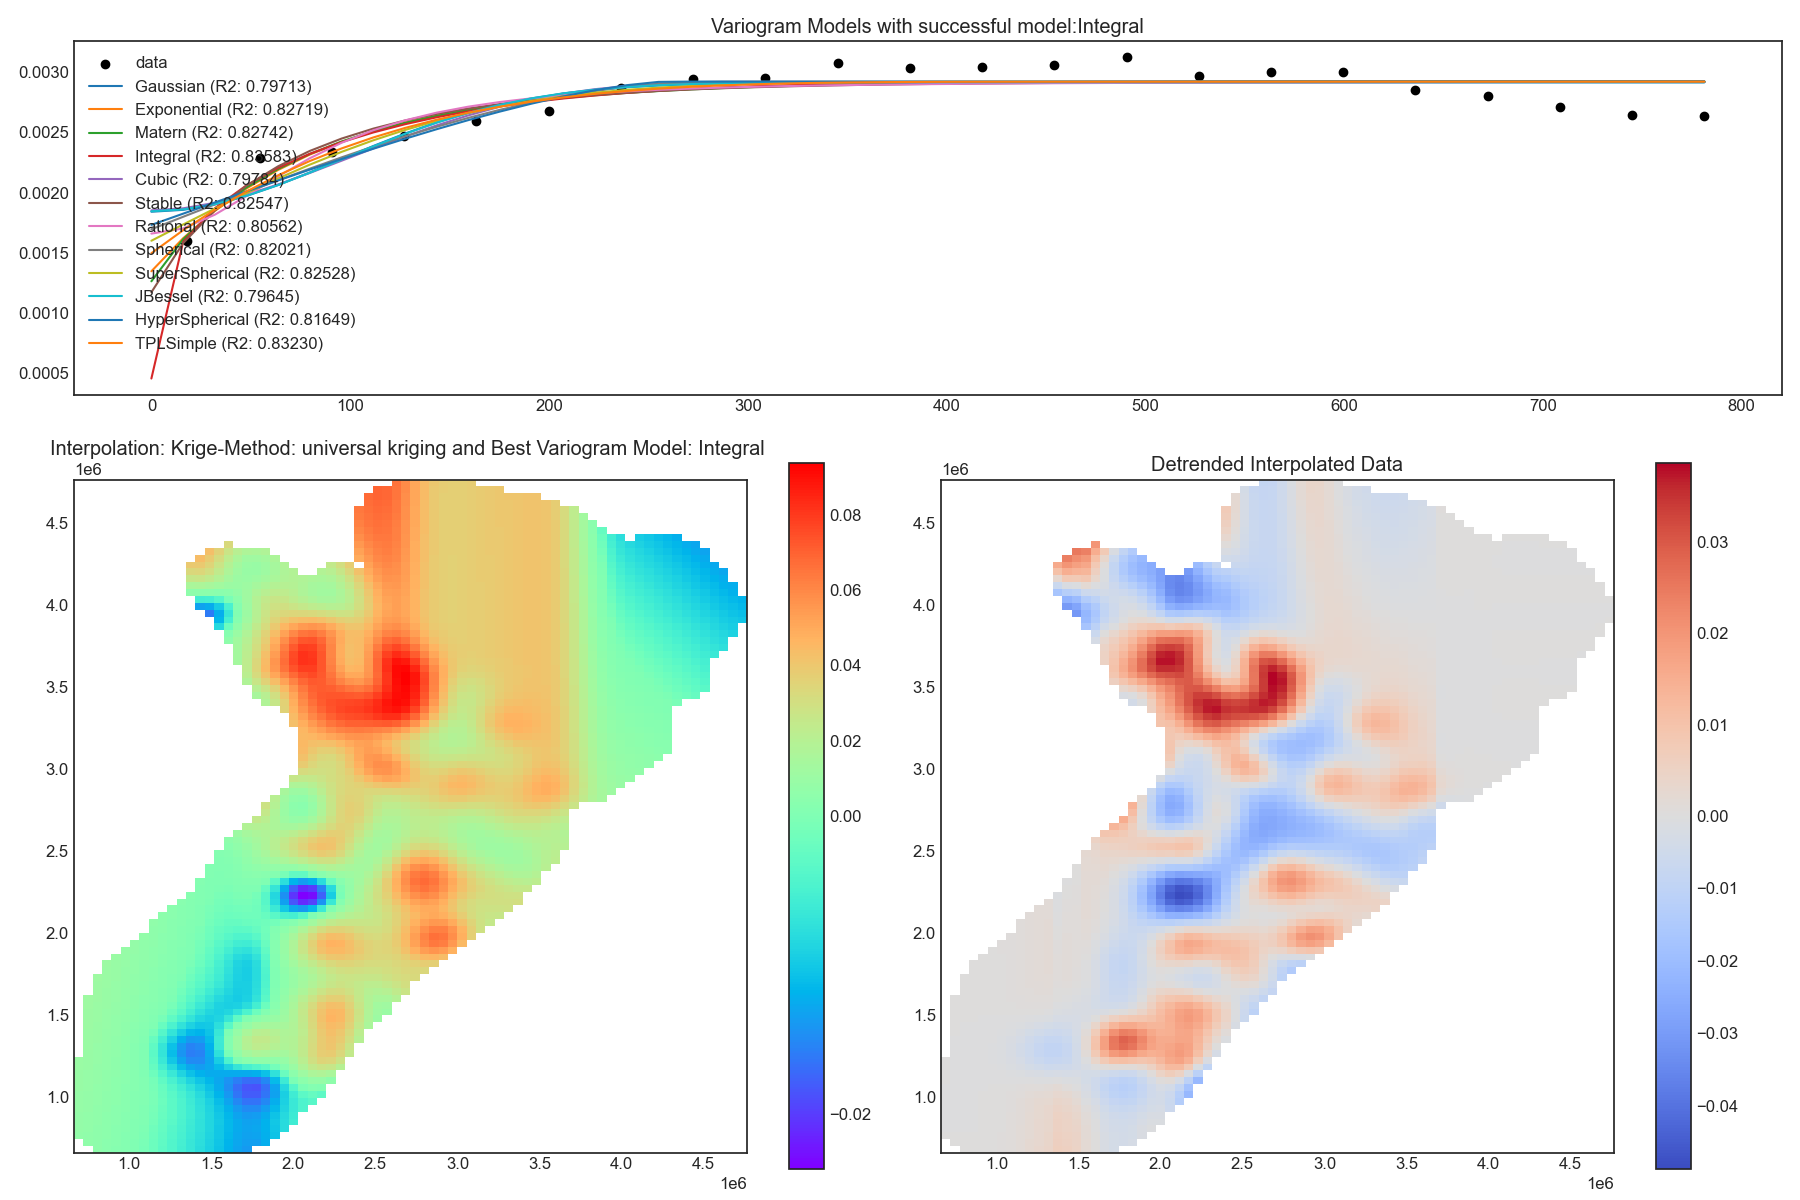 Variogram Models with successful model:Integral
0.0030
0.0025
0.0020
0.0015
0.0010
0.0005
data
Gaussian (R2: 0.79713)
Exponential (R2: 0.82719)
Matern (R2: 0.82742)
Integral (R2: 0.83583)
Cubic (R2: 0.79784)
Stable (R2: 0.82547)
Rational (R2: 0.80562)
Spherical (R2: 0.82021)
SuperSpherical (R2: 0.82528)
JBessel (R2: 0.79645)
HyperSpherical (R2: 0.81649)
TPLSimple (R2: 0.83230)
0 100 200 300 400 500 600 700 800
Interpolation: Krige-Method: universal kriging and Best Variogram Model: Integral
1e6
4.5
4.0
3.5
3.0
2.5
2.0
1.5
1.0
1.0 1.5 2.0 2.5 3.0 3.5 4.0 4.5
1e6
0.08
0.06
0.04
0.02
0.00
−0.02
Detrended Interpolated Data
1e6
4.5
4.0
3.5
3.0
2.5
2.0
1.5
1.0
1.0 1.5 2.0 2.5 3.0 3.5 4.0 4.5
1e6
0.03
0.02
0.01
0.00
−0.01
−0.02
−0.03
−0.04